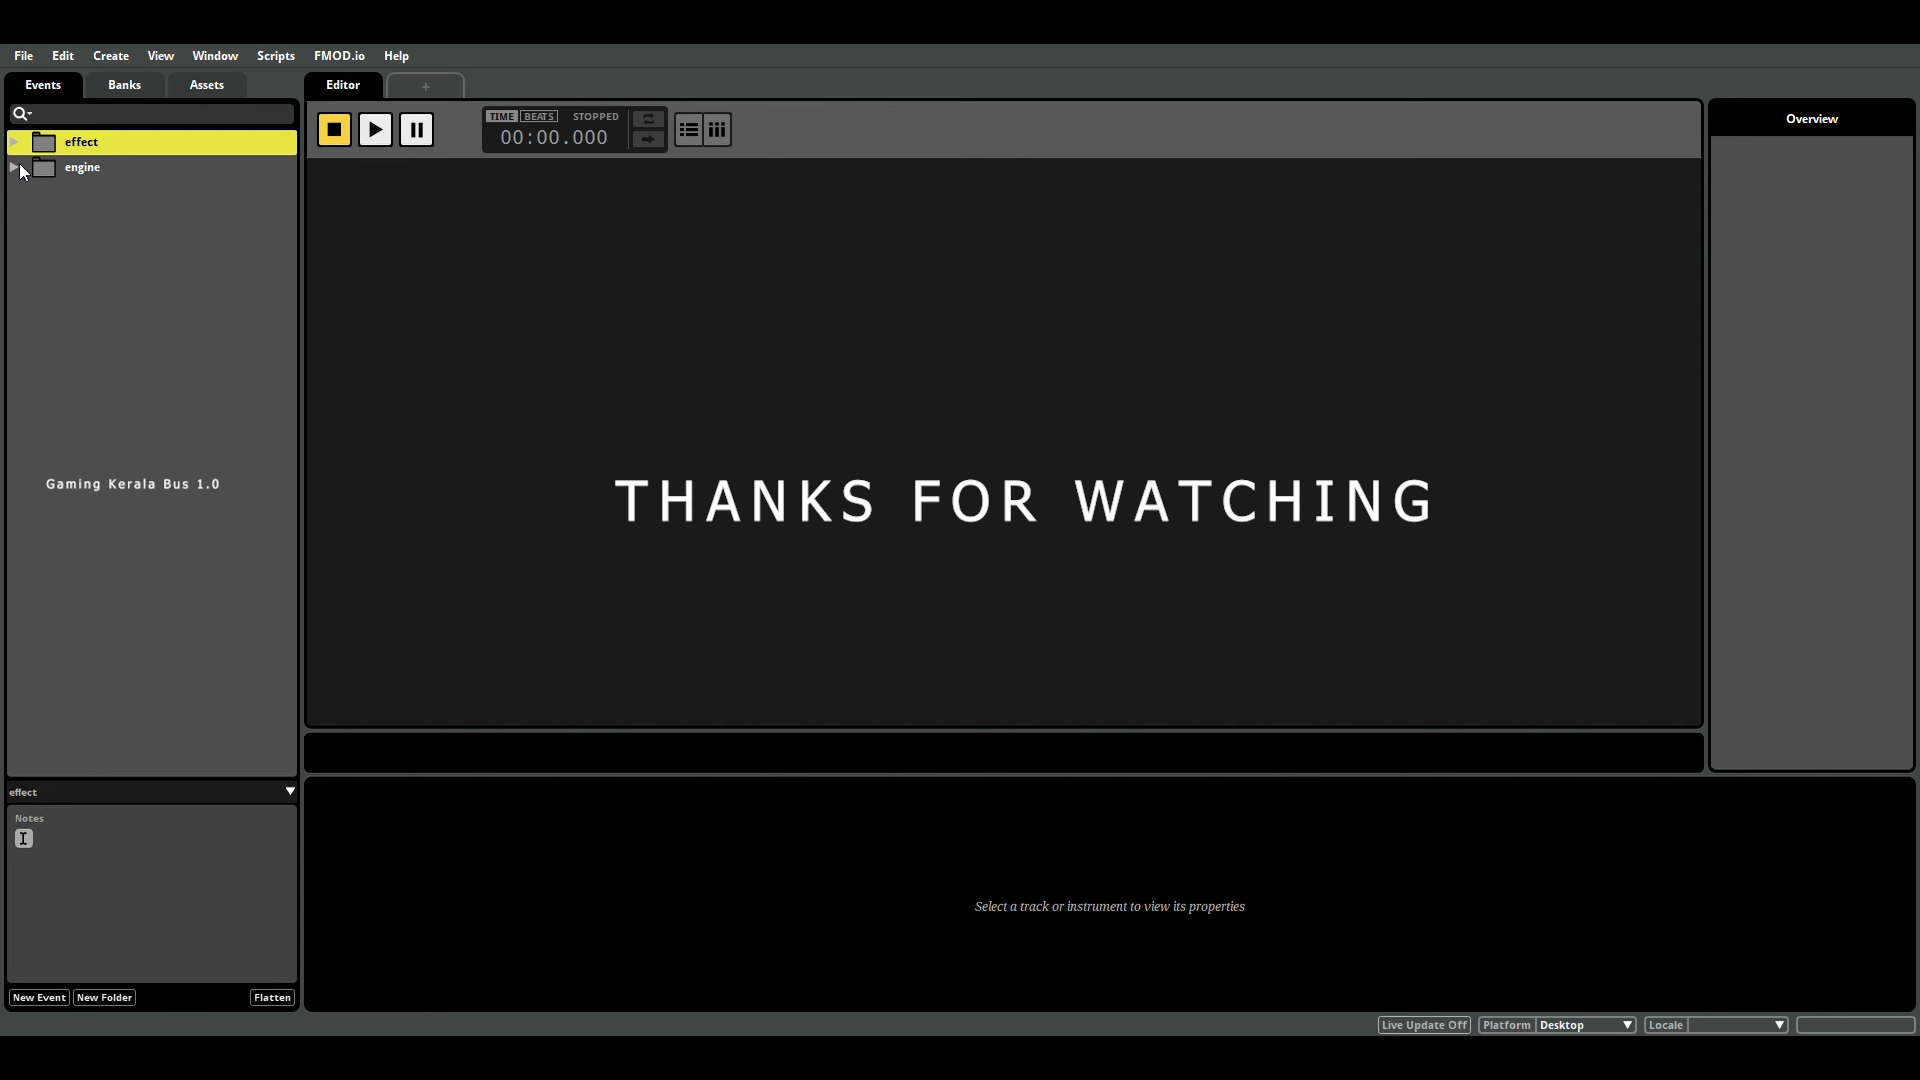 File Edit Create View Window Scripts FMOD.io Help
Events Banks Assets
Editor +
TIME BEATS STOPPED
00:00.000
Overview
effect
engine
Gaming Kerala Bus 1.0
THANKS FOR WATCHING
effect
Notes
Select a track or instrument to view its properties
New Event New Folder Flatten
Live Update Off Platform Desktop Locale